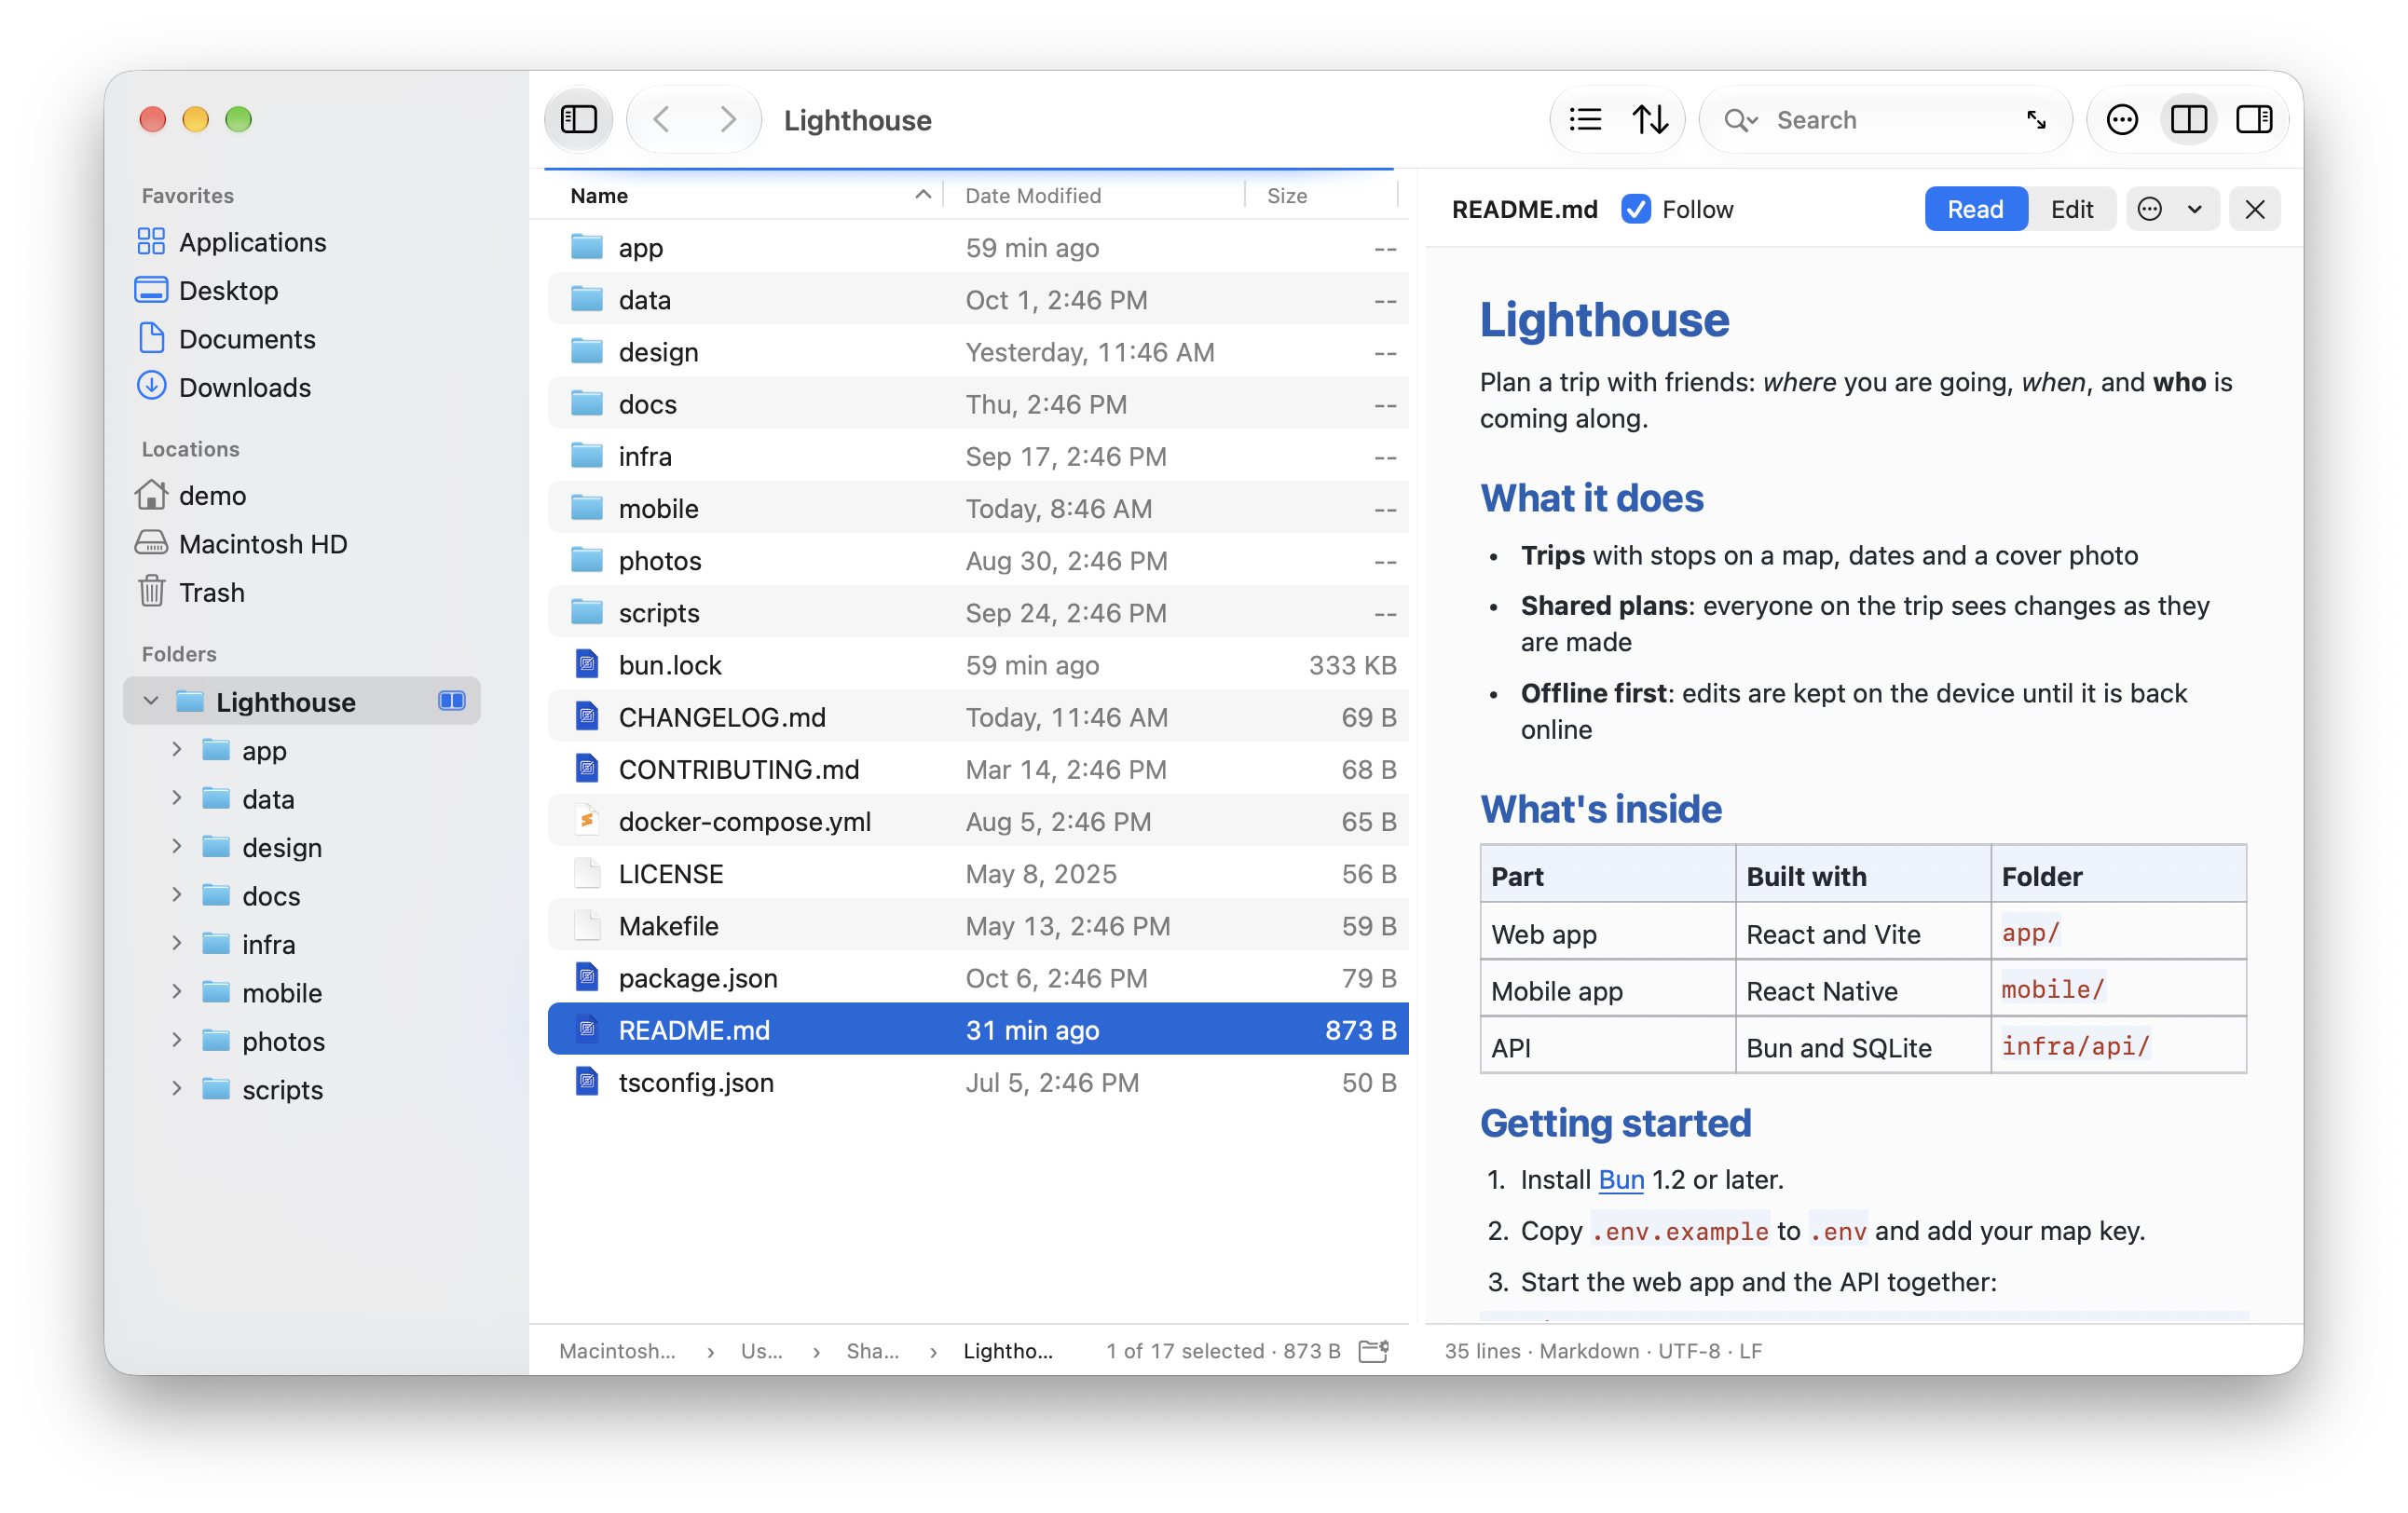 Lighthouse
Search
Favorites
Applications
Desktop
Documents
Downloads
Locations
demo
Macintosh HD
Trash
Folders
Lighthouse
app
data
design
docs
infra
mobile
photos
scripts
Name Date Modified Size
app 59 min ago --
data Oct 1, 2:46 PM --
design Yesterday, 11:46 AM --
docs Thu, 2:46 PM --
infra Sep 17, 2:46 PM --
mobile Today, 8:46 AM --
photos Aug 30, 2:46 PM --
scripts Sep 24, 2:46 PM --
bun.lock 59 min ago 333 KB
CHANGELOG.md Today, 11:46 AM 69 B
CONTRIBUTING.md Mar 14, 2:46 PM 68 B
docker-compose.yml Aug 5, 2:46 PM 65 B
LICENSE May 8, 2025 56 B
Makefile May 13, 2:46 PM 59 B
package.json Oct 6, 2:46 PM 79 B
README.md 31 min ago 873 B
tsconfig.json Jul 5, 2:46 PM 50 B
Macintosh... › Us... › Sha... › Lightho... 1 of 17 selected · 873 B
README.md Follow Read Edit
Lighthouse
Plan a trip with friends: where you are going, when, and who is
coming along.
What it does
• Trips with stops on a map, dates and a cover photo
• Shared plans: everyone on the trip sees changes as they
are made
• Offline first: edits are kept on the device until it is back
online
What's inside
Part Built with Folder
Web app React and Vite app/
Mobile app React Native mobile/
API Bun and SQLite infra/api/
Getting started
1. Install Bun 1.2 or later.
2. Copy .env.example to .env and add your map key.
3. Start the web app and the API together:
35 lines · Markdown · UTF-8 · LF